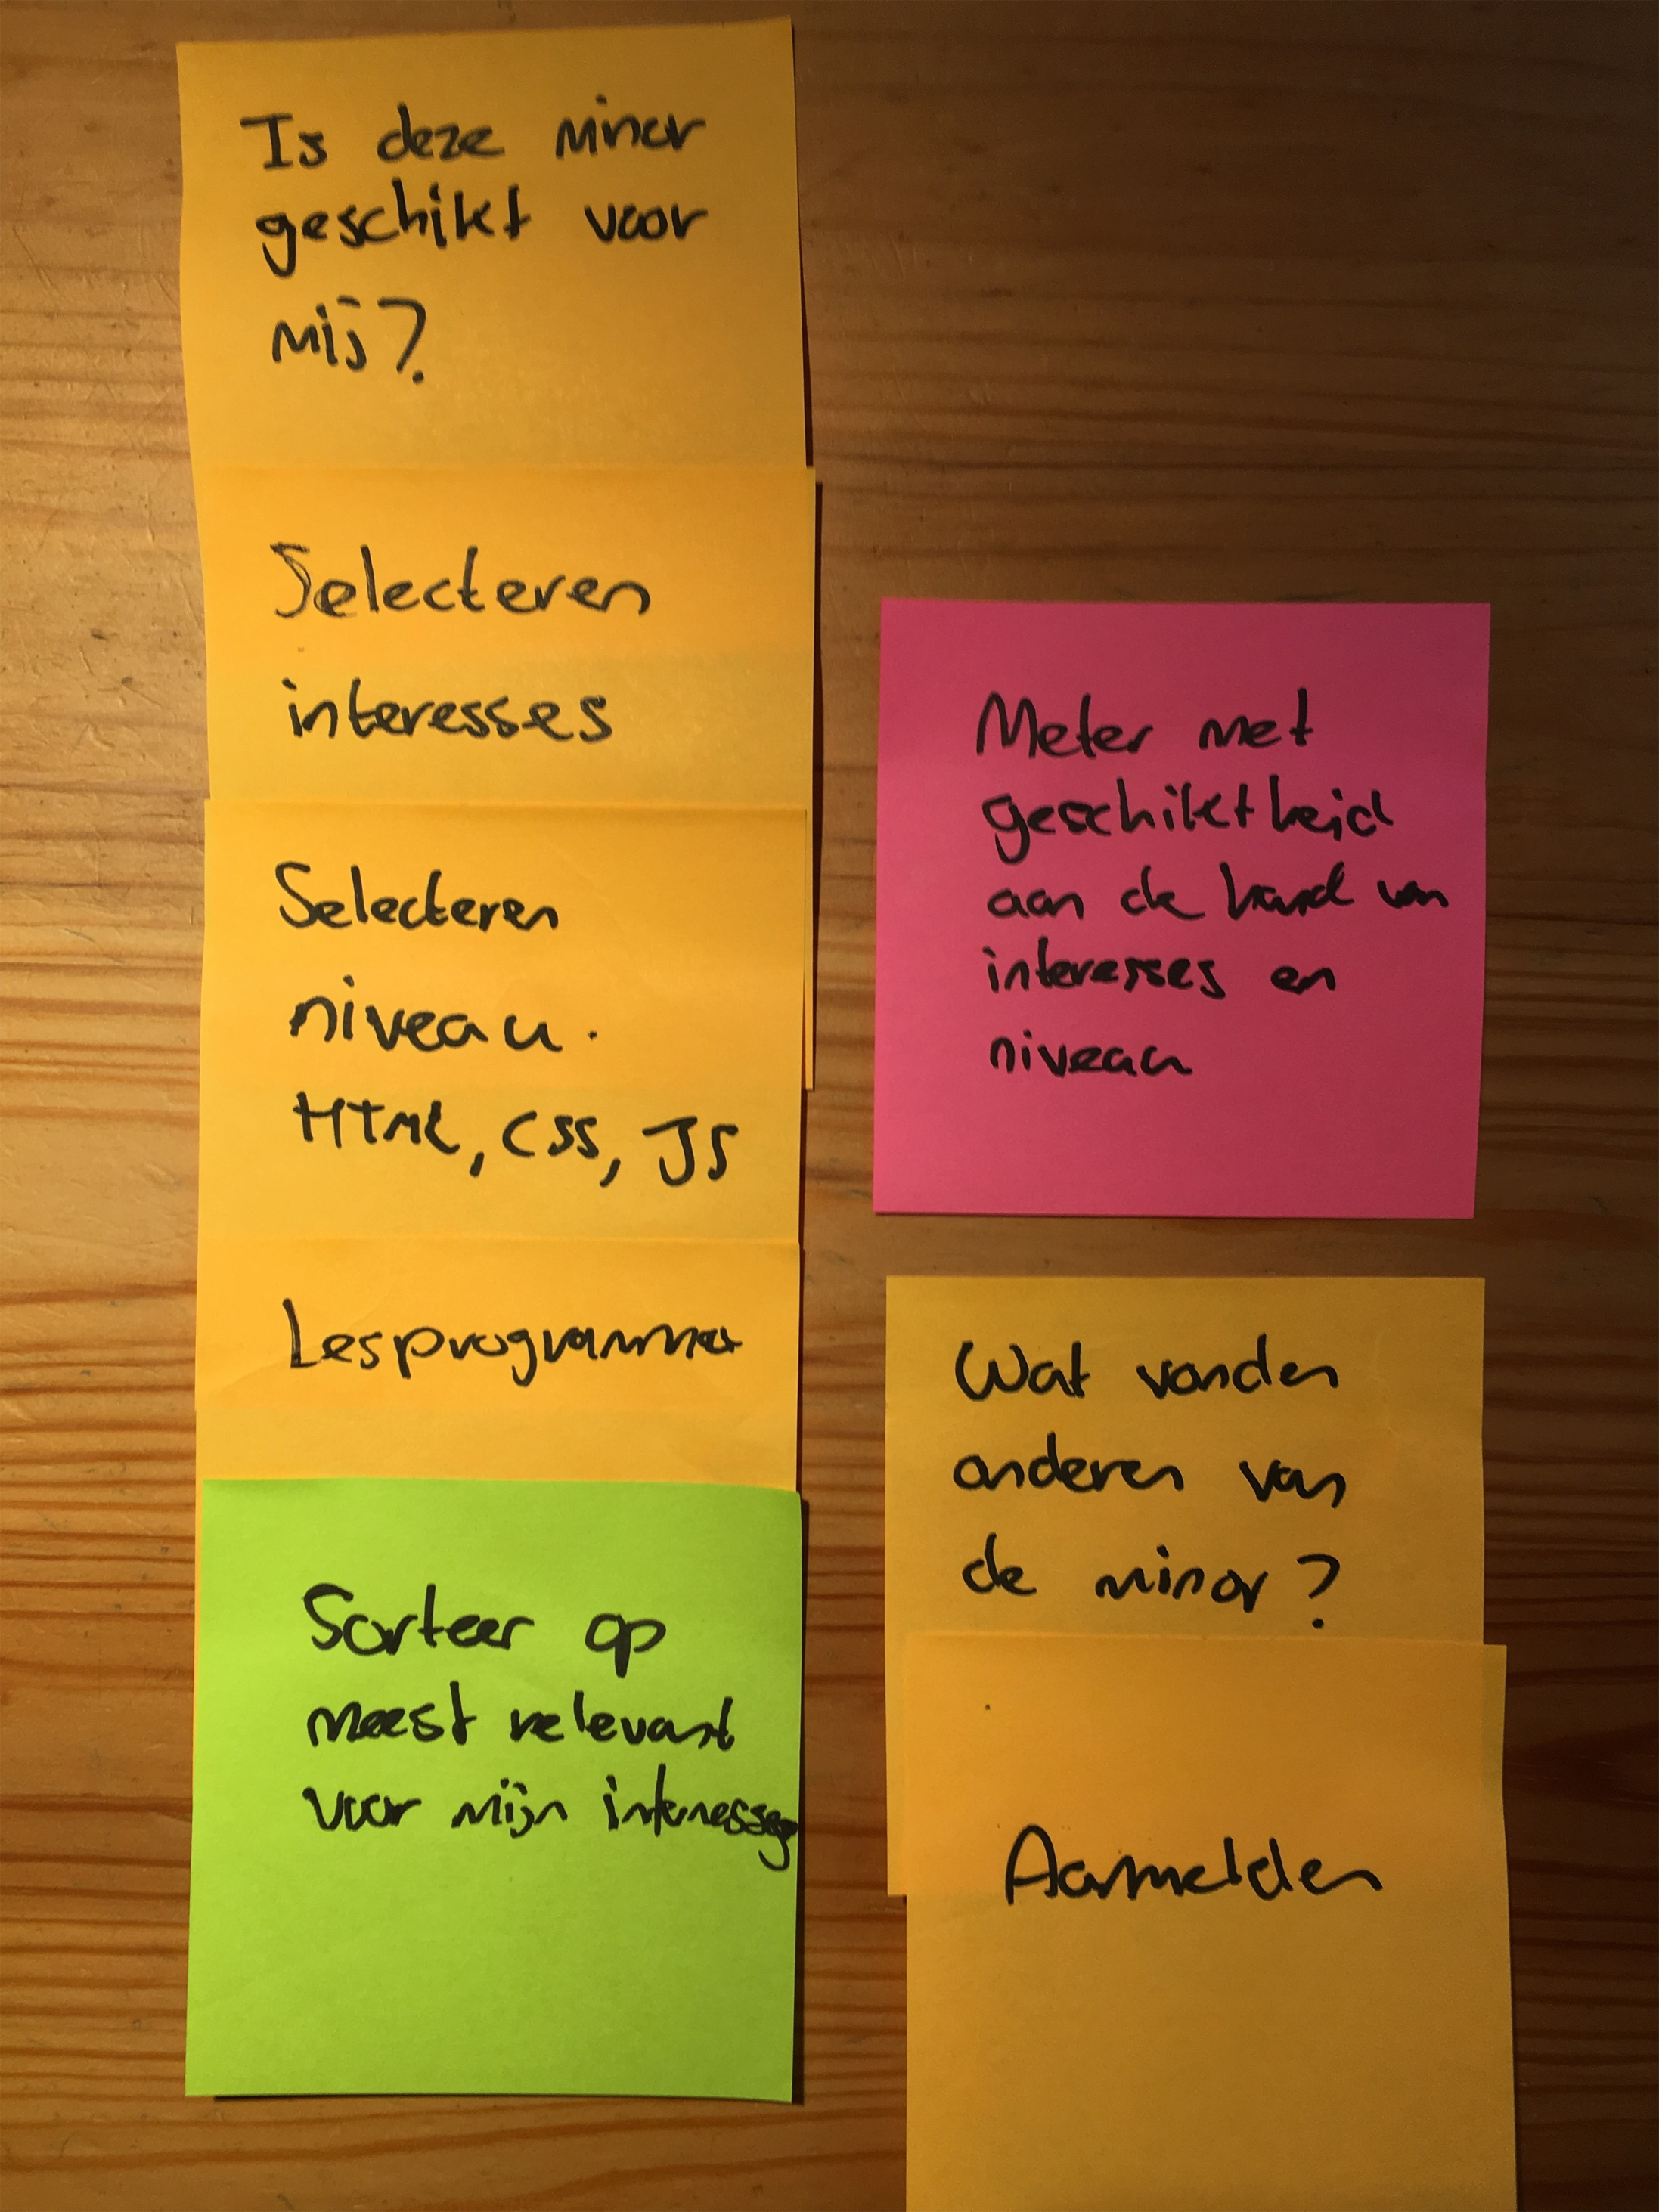 Is deze minor
geschikt voor
mij?
Selecteren
interesses
Selecteren
niveau.
HTML, CSS, JS
Lesprogramma
Sorteer op
meest relevant
voor mijn interesses
Meter met
geschiktheid
aan de hand van
interesses en
niveau
Wat vonden
anderen van
de minor?
Aanmelden